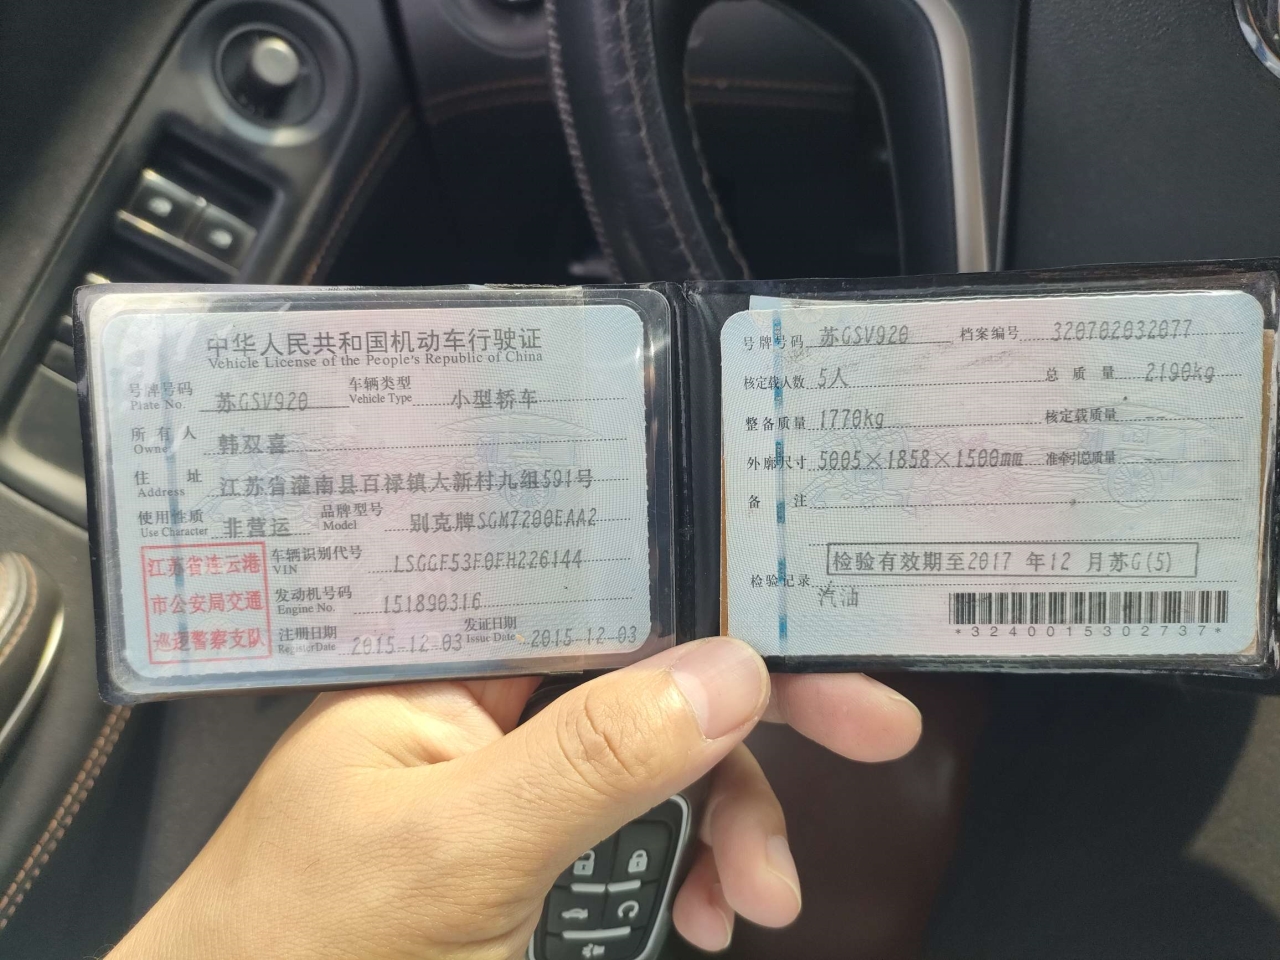 中华人民共和国机动车行驶证
Vehicle License of the People's Republic of China
号牌号码 Plate No. 苏GSV920 车辆类型 Vehicle Type 小型轿车
所有人 Owner 韩双喜
住址 Address 江苏省灌南县百禄镇大新村九组591号
使用性质 Use Character 非营运 品牌型号 Model 别克牌SGM7200EAA2
江苏省连云港
市公安局交通
巡逻警察支队
车辆识别代号 VIN LSGGF53F0FH226144
发动机号码 Engine No. 151890316
注册日期 Register Date 2015-12-03 发证日期 Issue Date 2015-12-03
号牌号码 苏GSV920 档案编号 320702032077
核定载人数 5人 总质量 2190kg
整备质量 1770kg 核定载质量 --
外廓尺寸 5005×1858×1500mm 准牵引总质量 --
备注
检验有效期至2017 年12 月苏G(5)
检验记录
汽油
*3240015302737*